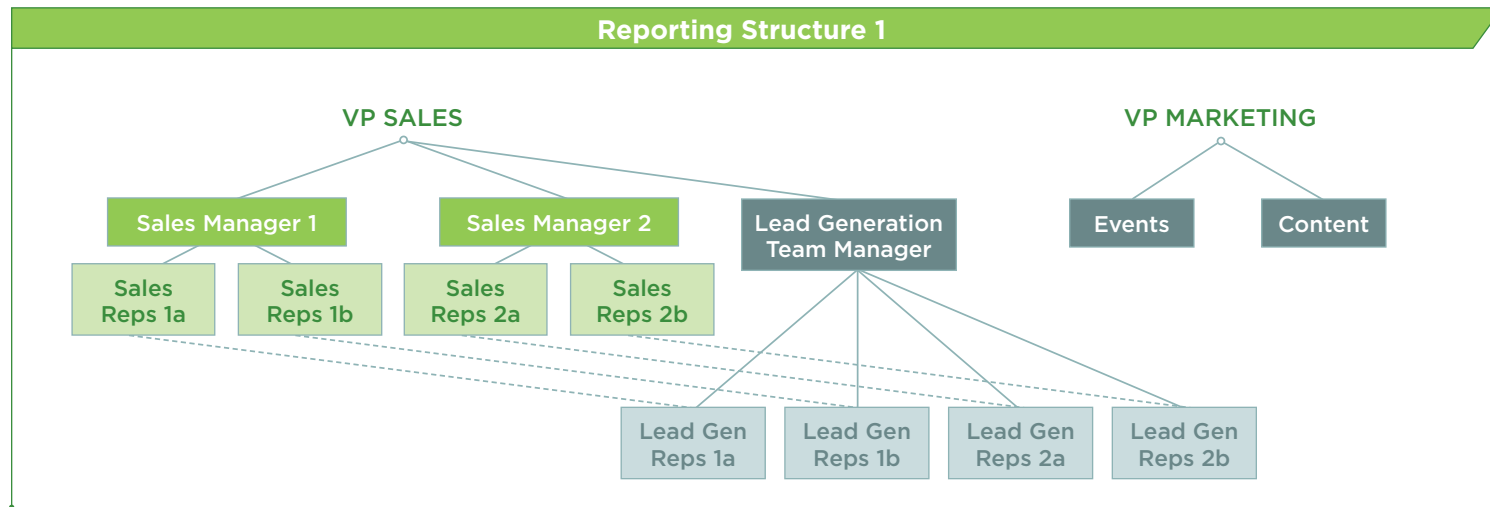 Reporting Structure 1
VP SALES
VP MARKETING
Sales Manager 1
Sales Manager 2
Lead Generation
Team Manager
Events
Content
Sales
Reps 1a
Sales
Reps 1b
Sales
Reps 2a
Sales
Reps 2b
Lead Gen
Reps 1a
Lead Gen
Reps 1b
Lead Gen
Reps 2a
Lead Gen
Reps 2b